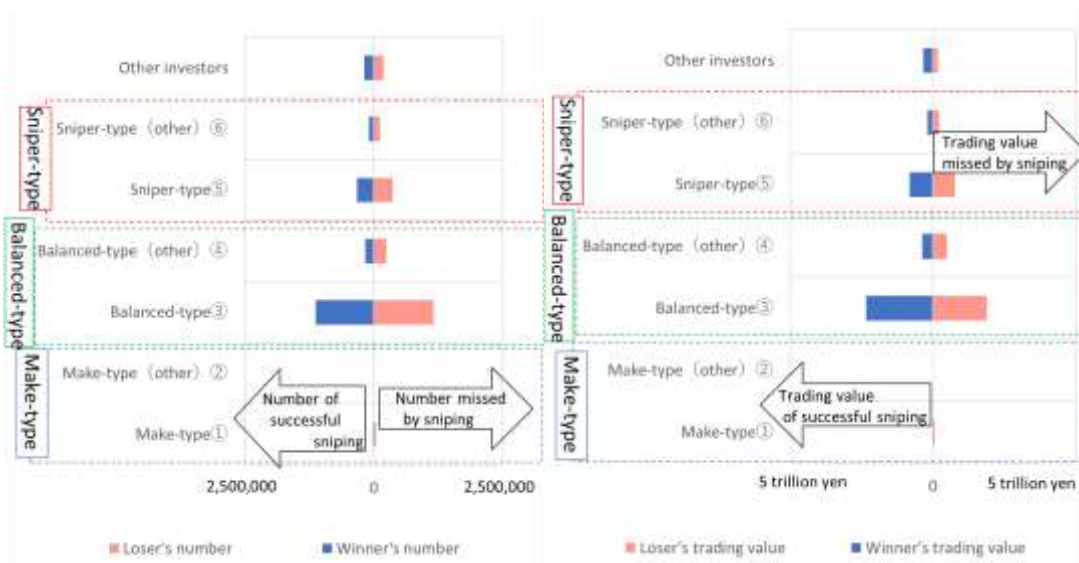 Other investors
Sniper-type
Sniper-type (other) ⑥
Sniper-type⑤
Balanced-type
Balanced-type (other) ④
Balanced-type③
Make-type
Make-type (other) ②
Make-type①
Number of
successful
sniping
Number missed
by sniping
2,500,000
0
2,500,000
Loser's number
Winner's number
Other investors
Sniper-type
Sniper-type (other) ⑥
Sniper-type⑤
Trading value
missed by sniping
Balanced-type
Balanced-type (other) ④
Balanced-type③
Make-type
Make-type (other) ②
Make-type①
Trading value
of successful sniping
5 trillion yen
0
5 trillion yen
Loser's trading value
Winner's trading value